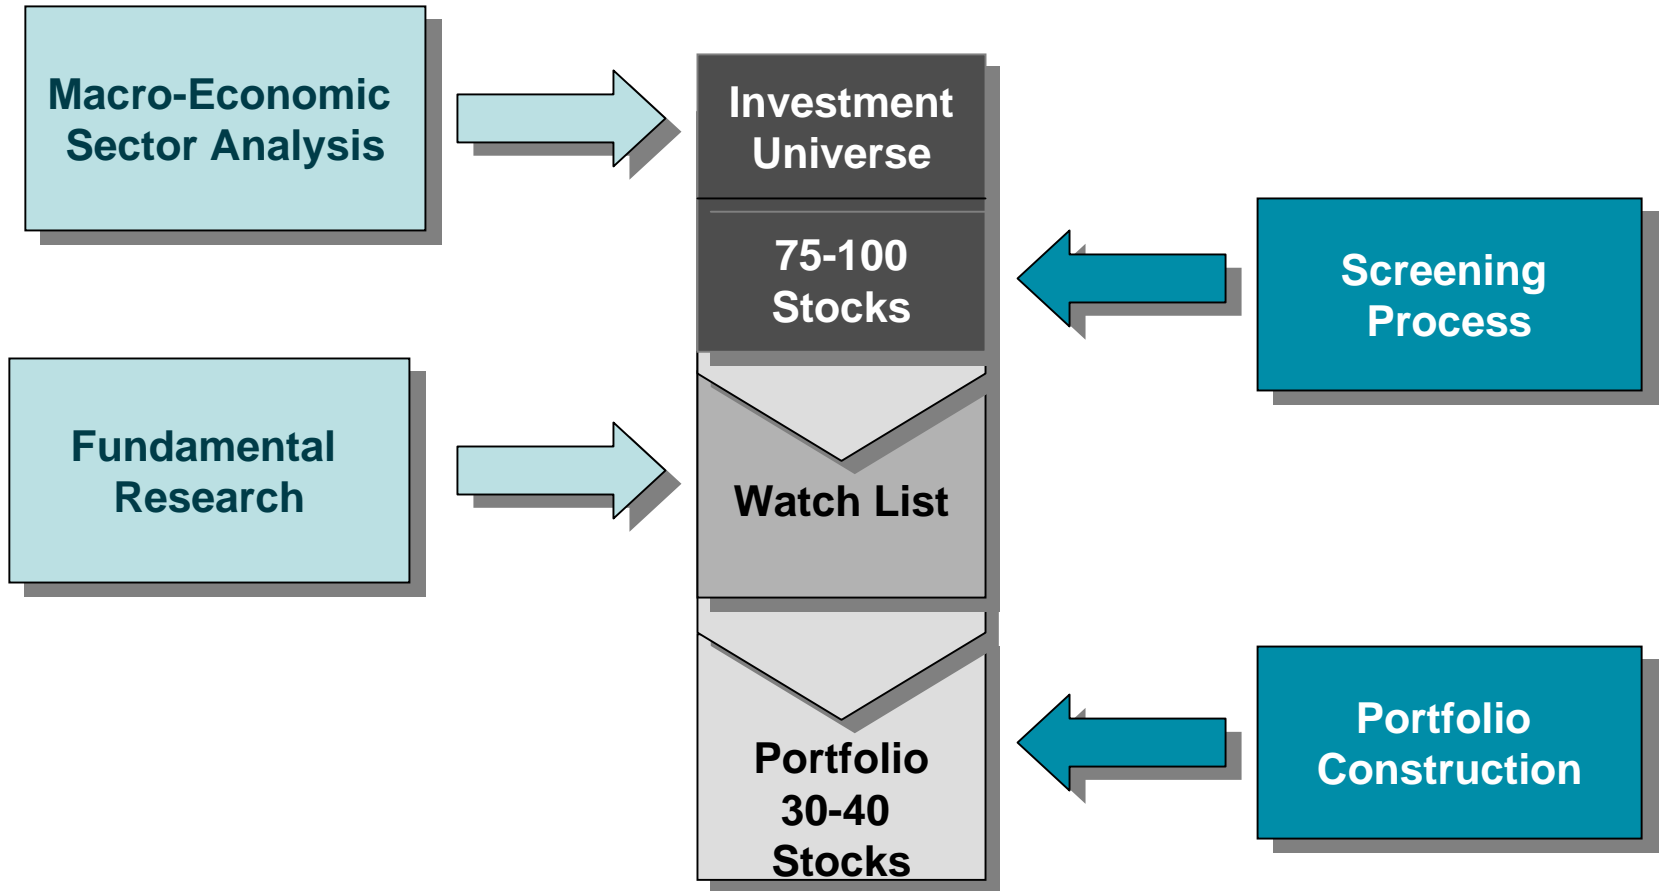 Macro-Economic
Sector Analysis
Investment
Universe
75-100
Stocks
Screening
Process
Fundamental
Research
Watch List
Portfolio
30-40
Stocks
Portfolio
Construction